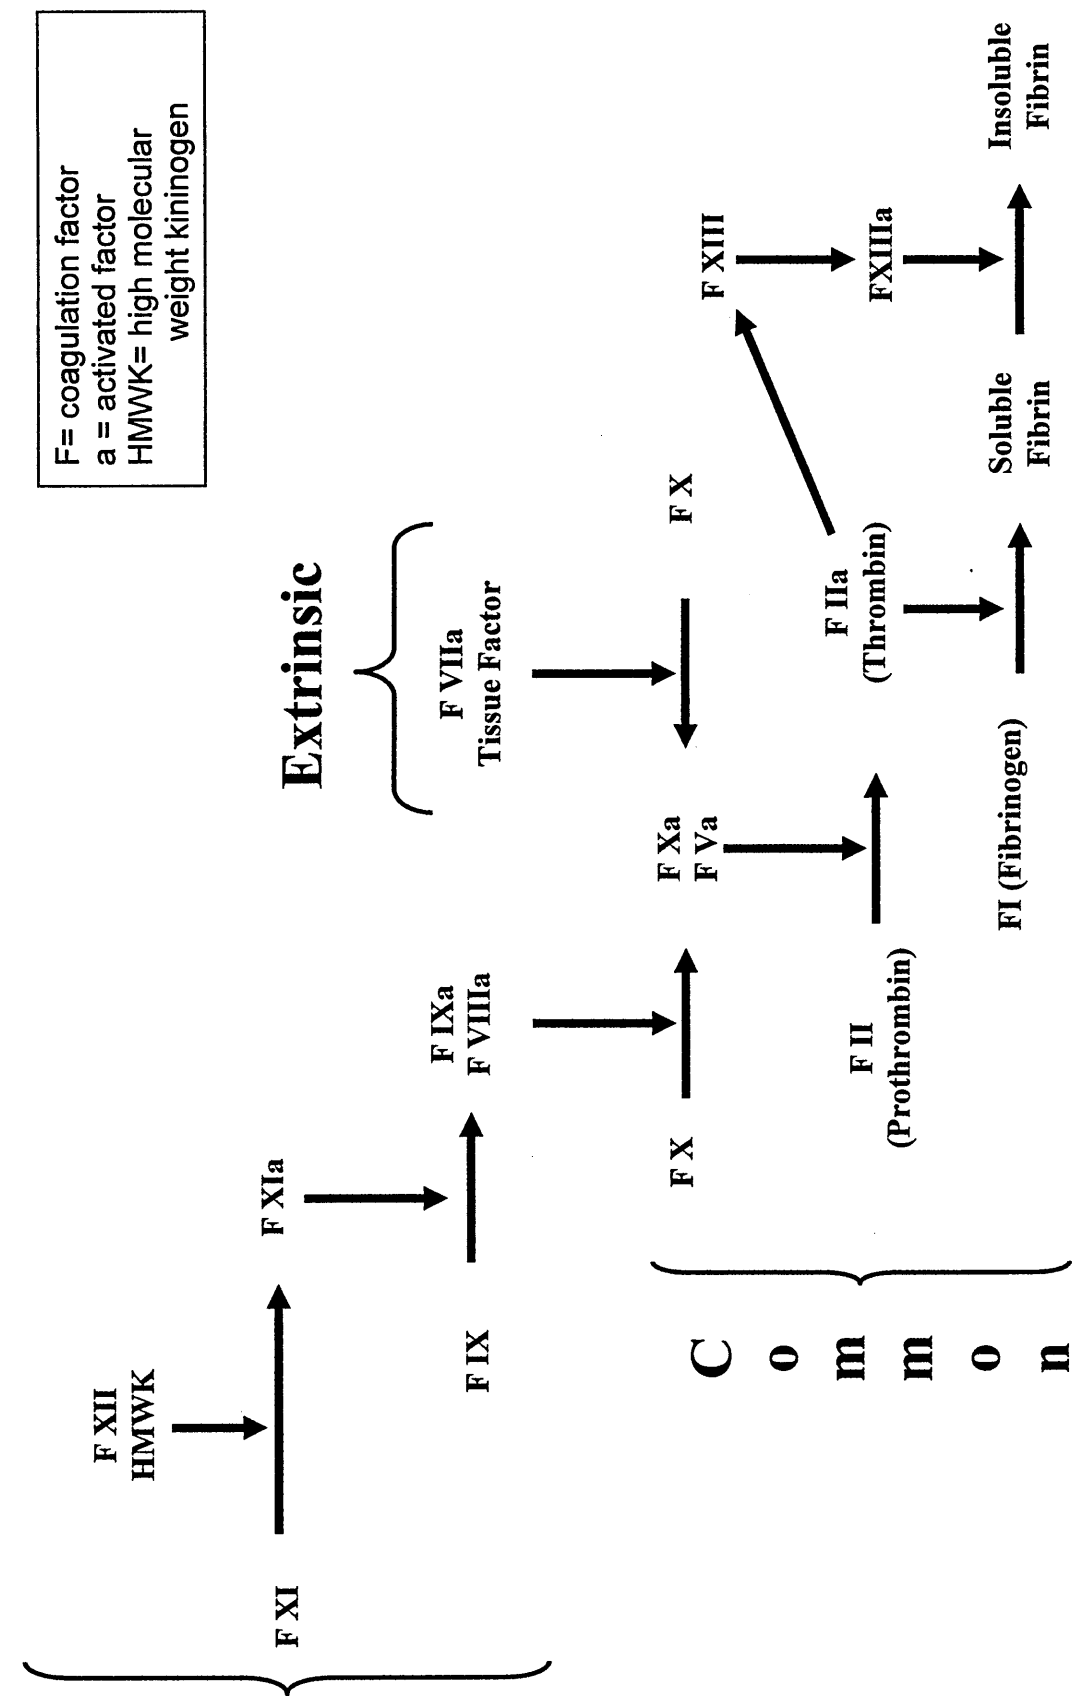 F= coagulation factor
a = activated factor
HMWK= high molecular
weight kininogen
Extrinsic
F XII
HMWK
F XI
F XIa
F IX
F IXa
F VIIIa
F VIIa
Tissue Factor
F X
F Xa
F Va
F X
F XIII
F II
(Prothrombin)
F IIa
(Thrombin)
FXIIIa
FI (Fibrinogen)
Soluble
Fibrin
Insoluble
Fibrin
C
o
m
m
o
n